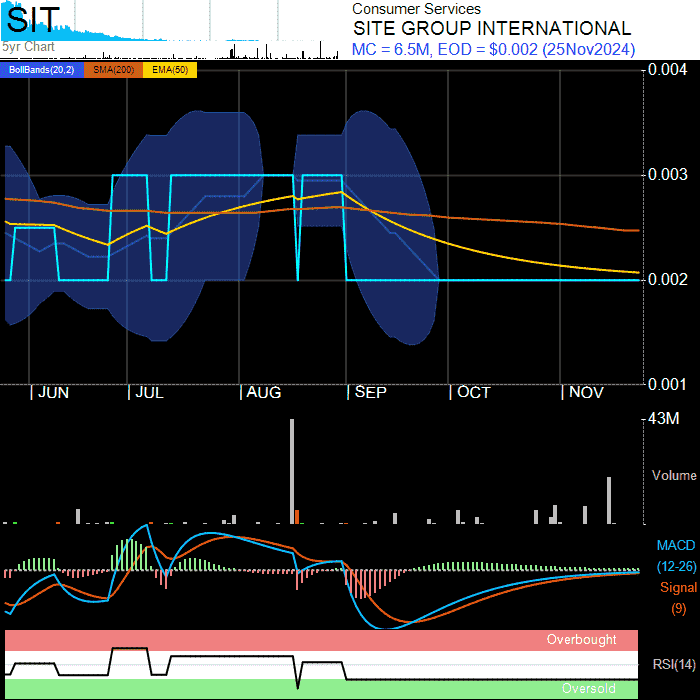 SIT
5yr Chart
Consumer Services
SITE GROUP INTERNATIONAL
MC = 6.5M, EOD = $0.002 (25Nov2024)
BollBands(20,2) SMA(200) EMA(50)
0.004
0.003
0.002
0.001
| JUN | JUL | AUG | SEP | OCT | NOV
43M
Volume
MACD
(12-26)
Signal
(9)
Overbought
RSI(14)
Oversold